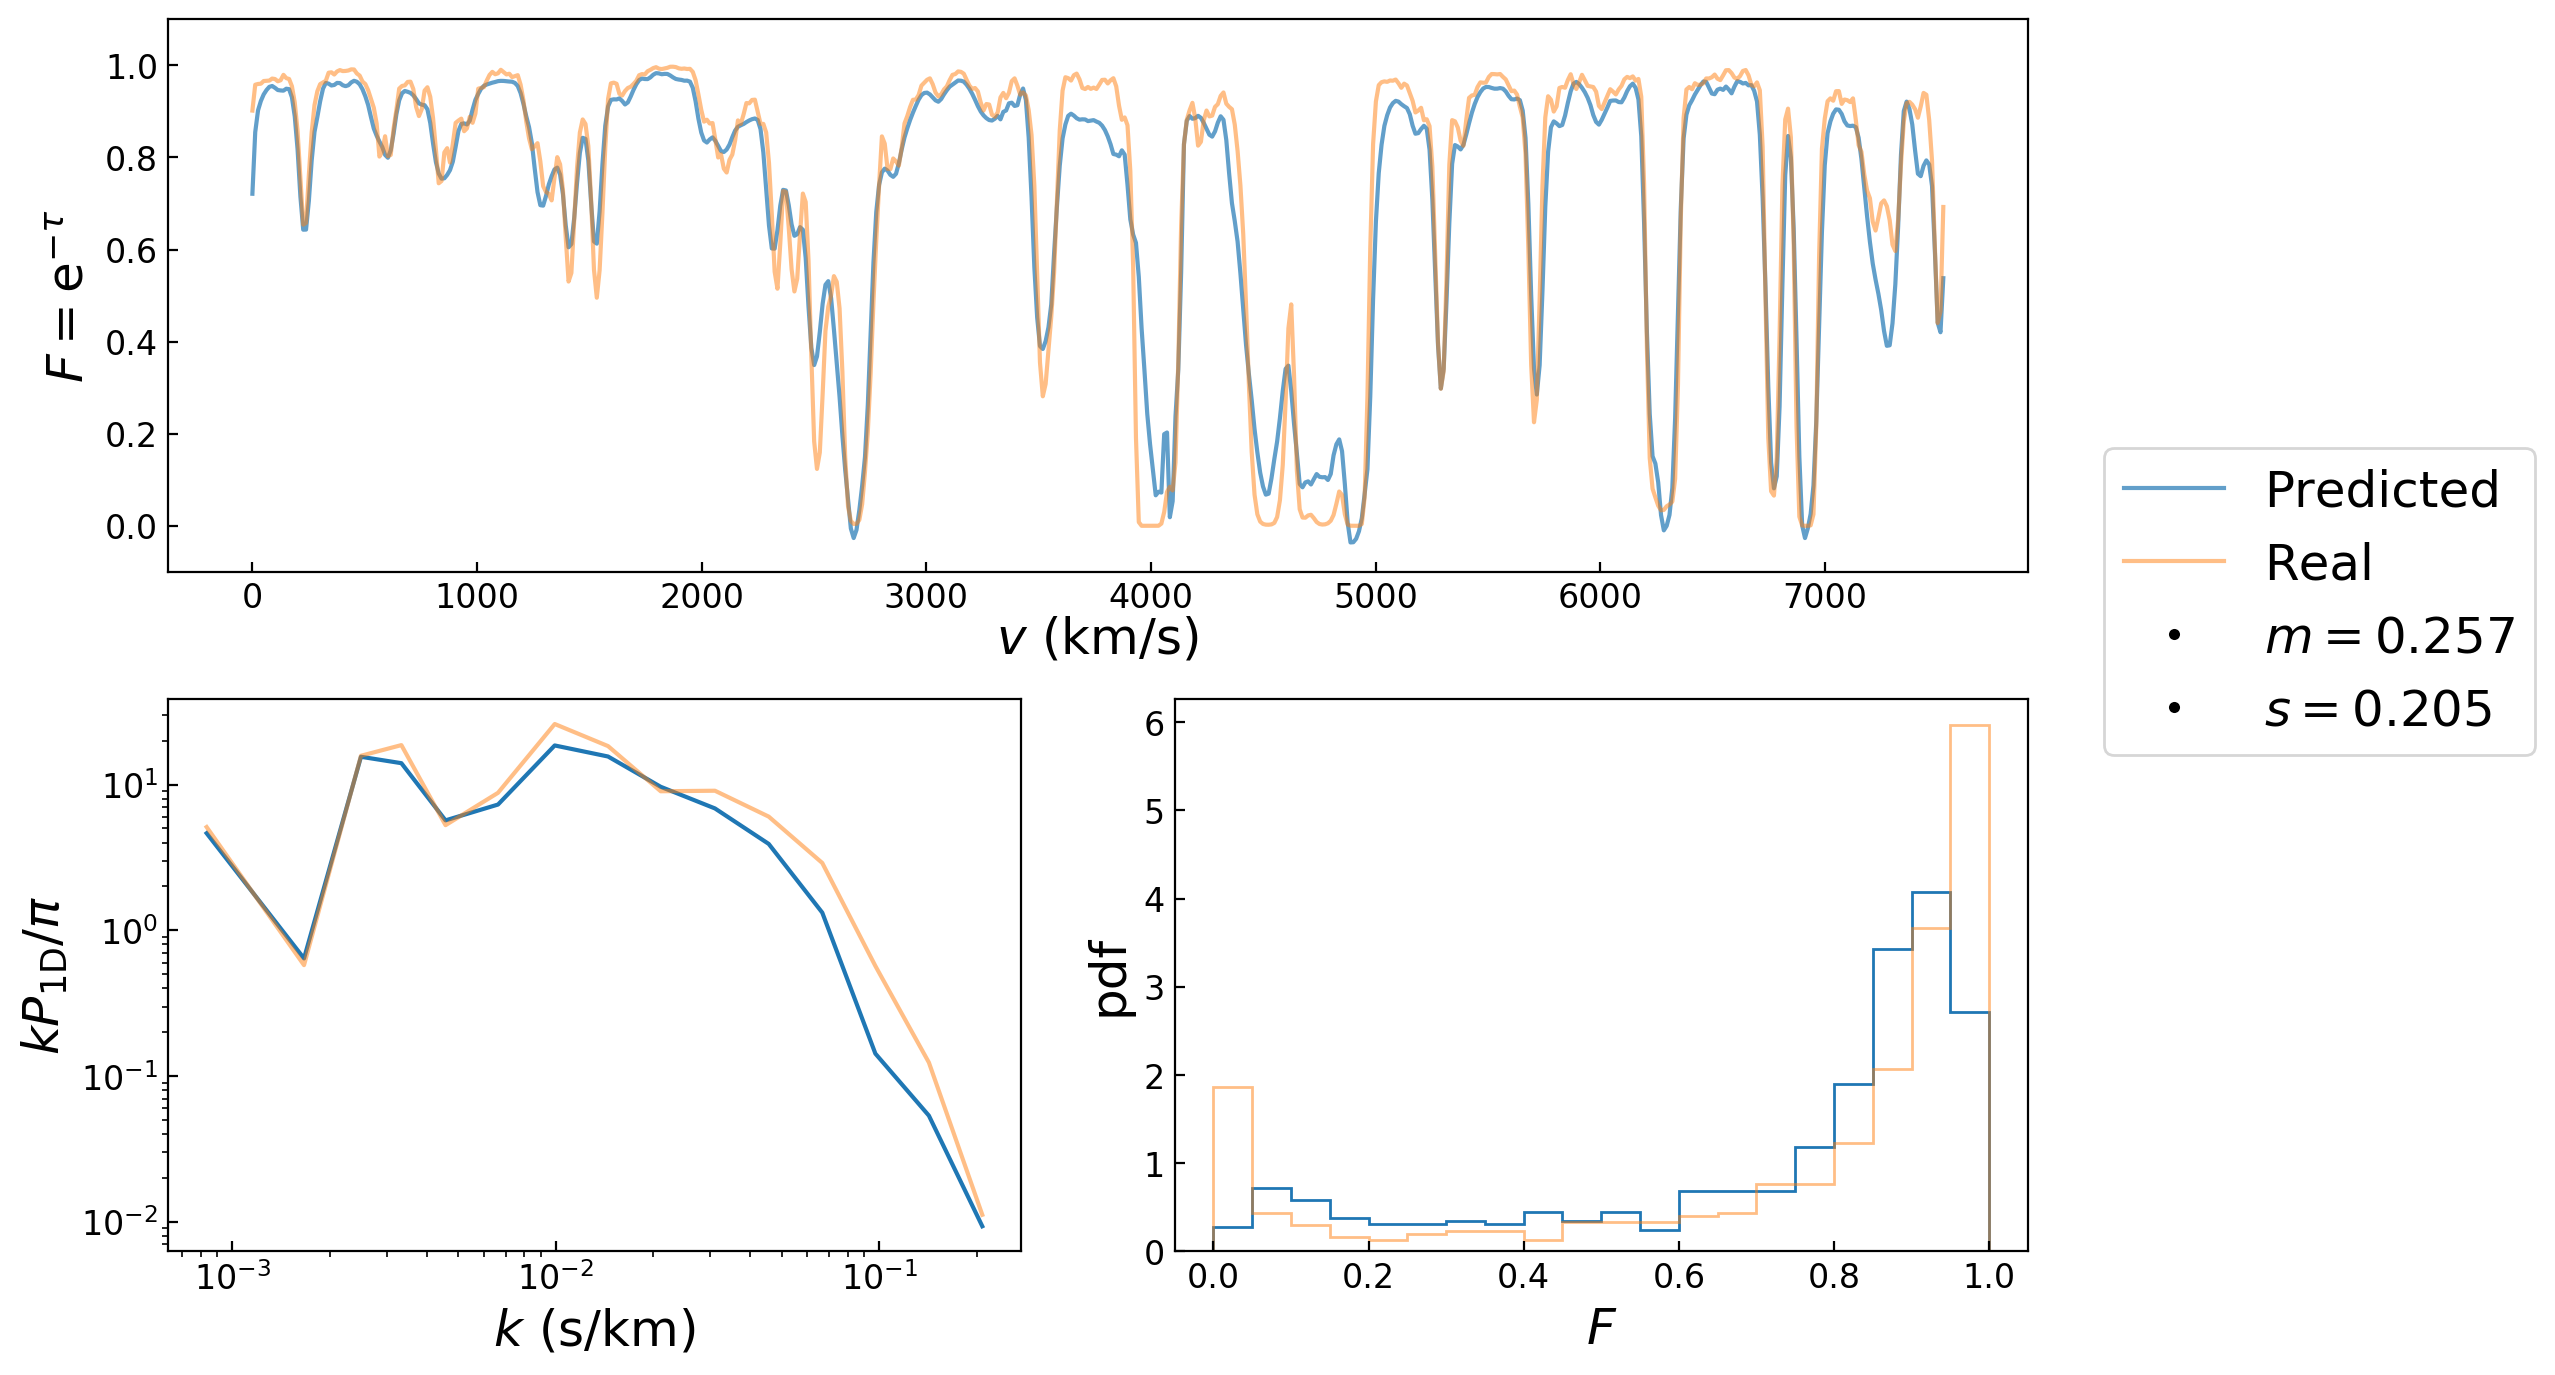 1.0
0.8
0.6
0.4
0.2
0.0
F = e^{-τ}
0 1000 2000 3000 4000 5000 6000 7000
v (km/s)
Predicted
Real
m = 0.257
s = 0.205
10^1
10^0
10^{-1}
10^{-2}
kP_{1D}/π
10^{-3} 10^{-2} 10^{-1}
k (s/km)
6
5
4
3
2
1
0
pdf
0.0 0.2 0.4 0.6 0.8 1.0
F